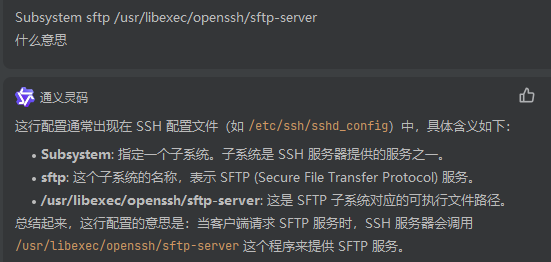 Subsystem sftp /usr/libexec/openssh/sftp-server
什么意思
通义灵码
这行配置通常出现在 SSH 配置文件（如 /etc/ssh/sshd_config）中，具体含义如下：
• Subsystem: 指定一个子系统。子系统是 SSH 服务器提供的服务之一。
• sftp: 这个子系统的名称，表示 SFTP (Secure File Transfer Protocol) 服务。
• /usr/libexec/openssh/sftp-server: 这是 SFTP 子系统对应的可执行文件路径。
总结起来，这行配置的意思是：当客户端请求 SFTP 服务时，SSH 服务器会调用
/usr/libexec/openssh/sftp-server 这个程序来提供 SFTP 服务。